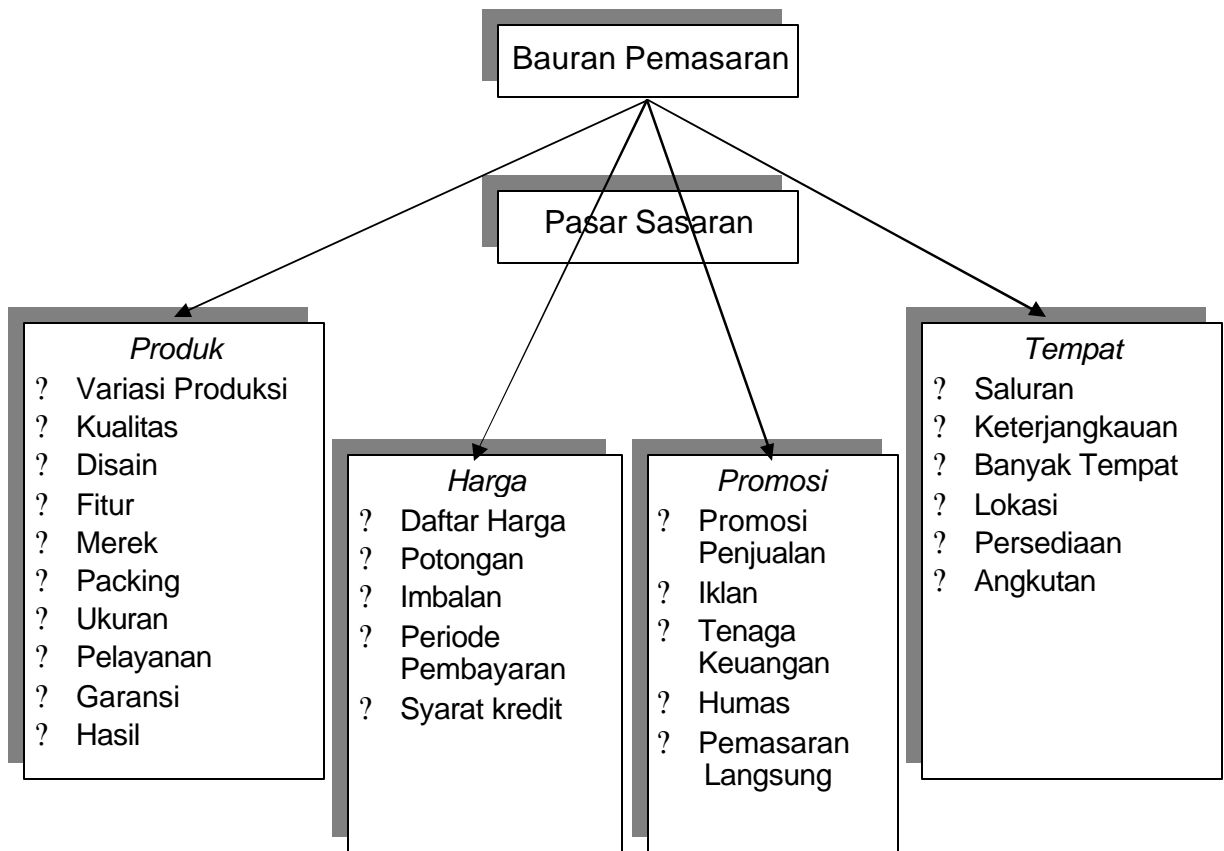 Bauran Pemasaran
Pasar Sasaran
Produk
? Variasi Produksi
? Kualitas
? Disain
? Fitur
? Merek
? Packing
? Ukuran
? Pelayanan
? Garansi
? Hasil
Harga
? Daftar Harga
? Potongan
? Imbalan
? Periode
Pembayaran
? Syarat kredit
Promosi
? Promosi
Penjualan
? Iklan
? Tenaga
Keuangan
? Humas
? Pemasaran
Langsung
Tempat
? Saluran
? Keterjangkauan
? Banyak Tempat
? Lokasi
? Persediaan
? Angkutan